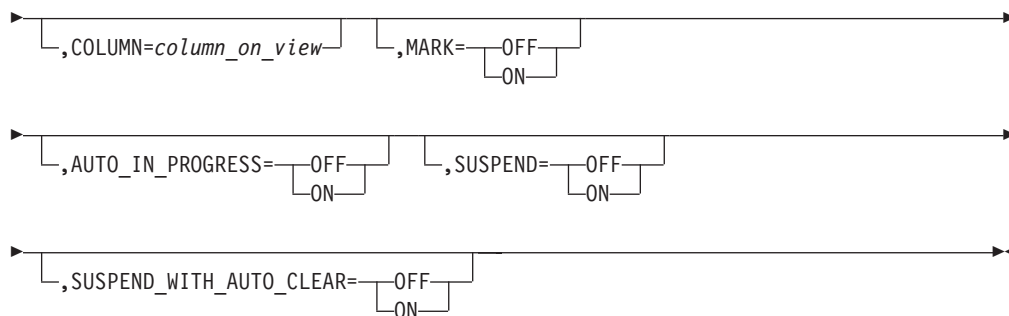 ,COLUMN=column_on_view ,MARK= OFF
ON
,AUTO_IN_PROGRESS= OFF ,SUSPEND= OFF
ON ON
,SUSPEND_WITH_AUTO_CLEAR= OFF
ON